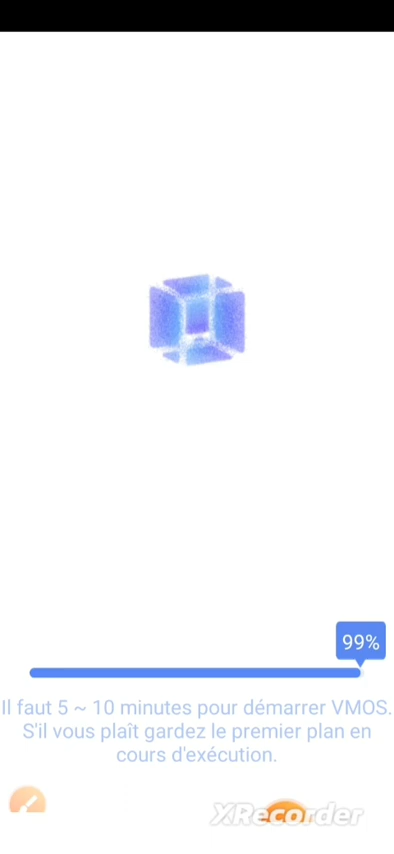 99%
Il faut 5 ~ 10 minutes pour démarrer VMOS.
S'il vous plaît gardez le premier plan en
cours d'exécution.
XRecorder